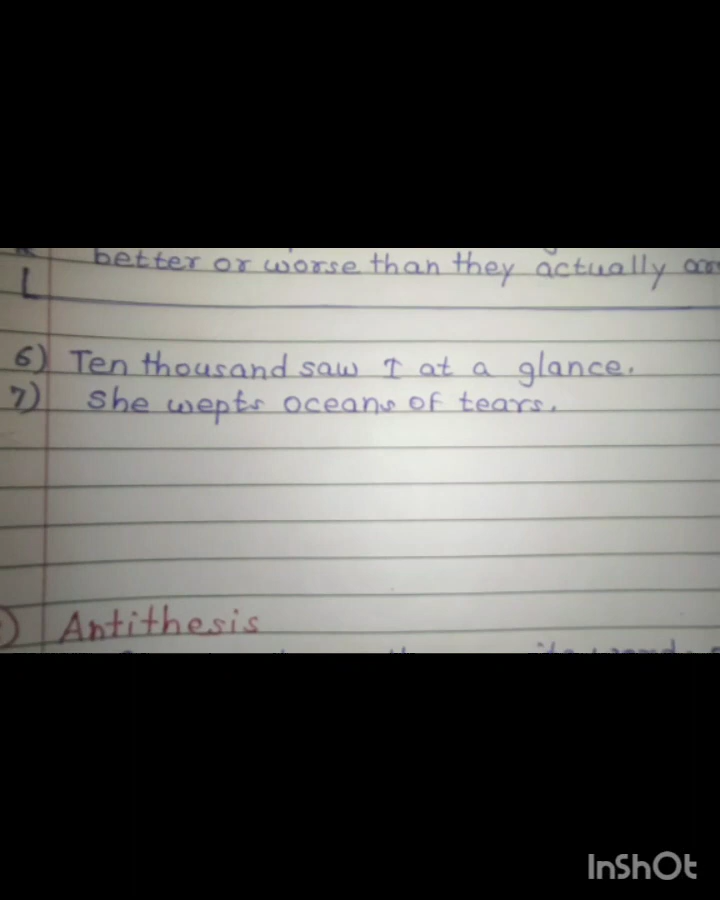 better or worse than they actually
6) Ten thousand saw I at a glance.
7) she wepts oceans of tears.
Antithesis
InShOt